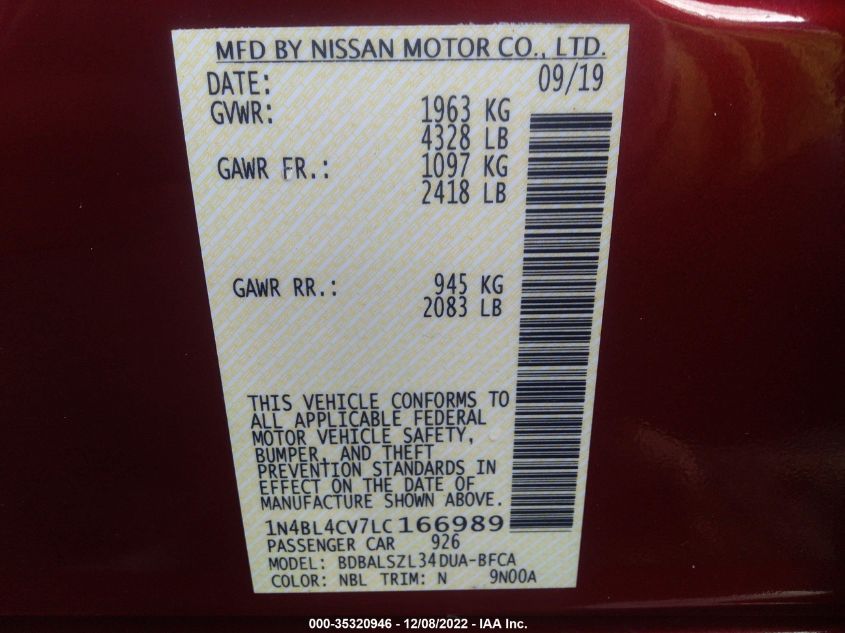 MFD BY NISSAN MOTOR CO., LTD.
DATE: 09/19
GVWR: 1963 KG
4328 LB
GAWR FR.: 1097 KG
2418 LB
GAWR RR.: 945 KG
2083 LB
THIS VEHICLE CONFORMS TO
ALL APPLICABLE FEDERAL
MOTOR VEHICLE SAFETY,
BUMPER, AND THEFT
PREVENTION STANDARDS IN
EFFECT ON THE DATE OF
MANUFACTURE SHOWN ABOVE.
1N4BL4CV7LC166989
PASSENGER CAR 926
MODEL: BDBALSZL34DUA-BFCA
COLOR: NBL TRIM: N 9N00A
000-35320946 - 12/08/2022 - IAA Inc.